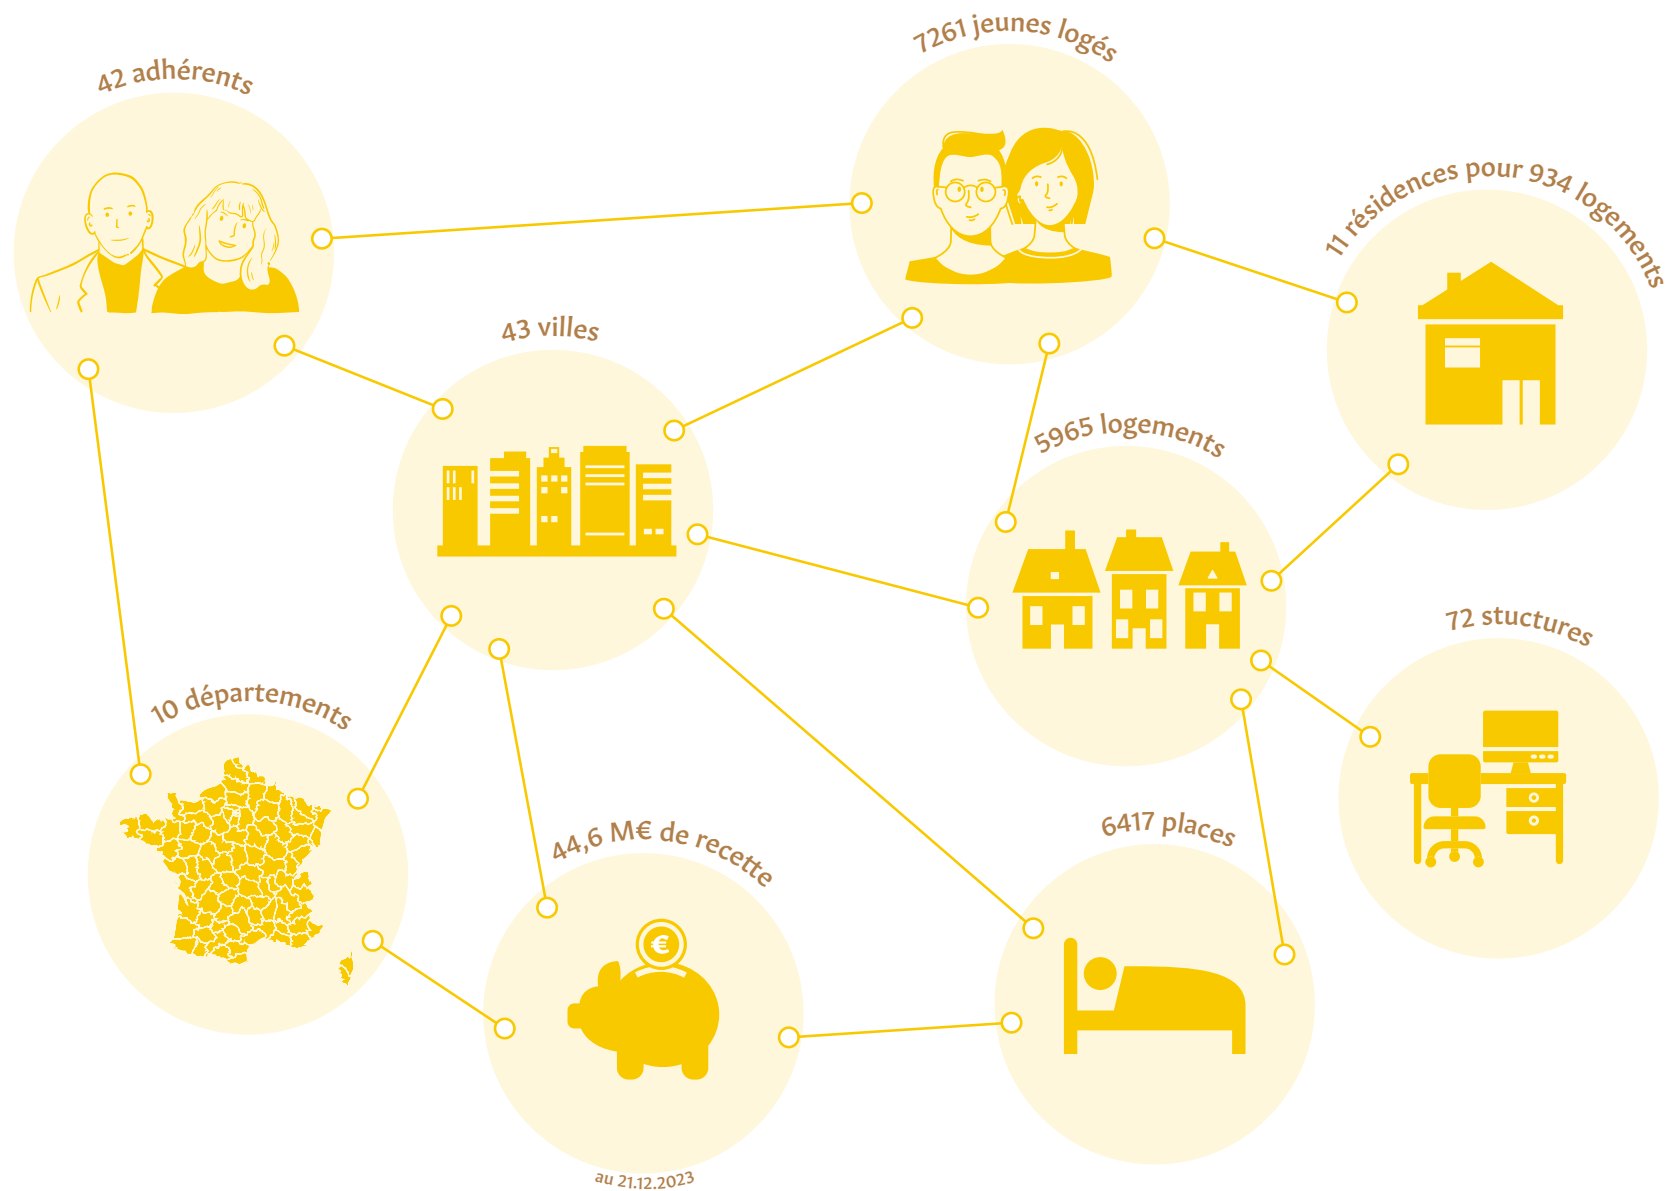 7261 jeunes logés
42 adhérents
11 résidences pour 934 logements
43 villes
5965 logements
72 stuctures
10 départements
6417 places
44,6 M€ de recette
€
au 21.12.2023